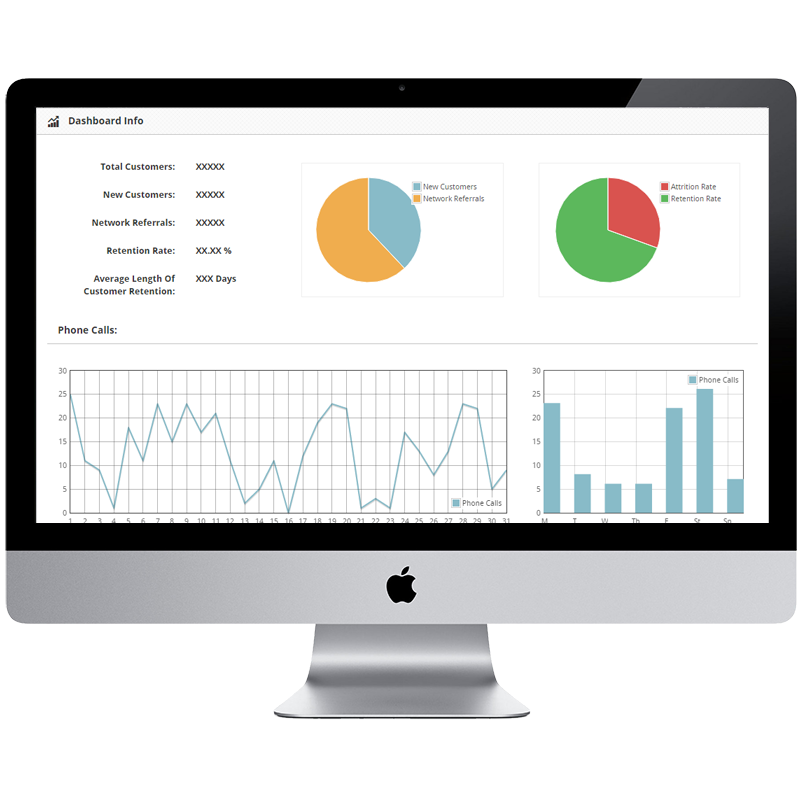 Dashboard Info
Total Customers: XXXXX
New Customers: XXXXX
Network Referrals: XXXXX
Retention Rate: XX.XX %
Average Length Of
Customer Retention: XXX Days
New Customers
Network Referrals
Attrition Rate
Retention Rate
Phone Calls:
30
25
20
15
10
5
0
1 2 3 4 5 6 7 8 9 10 11 12 13 14 15 16 17 18 19 20 21 22 23 24 25 26 27 28 29 30 31
Phone Calls
30
25
20
15
10
5
0
M T W Th F St Sn
Phone Calls